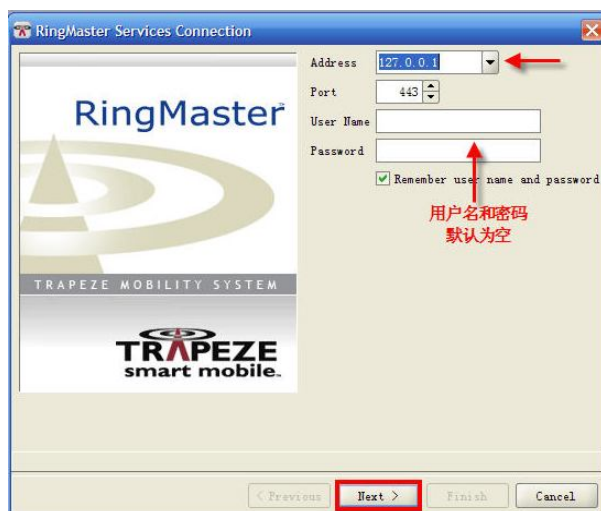 RingMaster Services Connection
Address 127.0.0.1
Port 443
User Name
Password
Remember user name and password
用户名和密码
默认为空
RingMaster
TRAPEZE MOBILITY SYSTEM
TRAPEZE
smart mobile.
< Previous Next > Finish Cancel